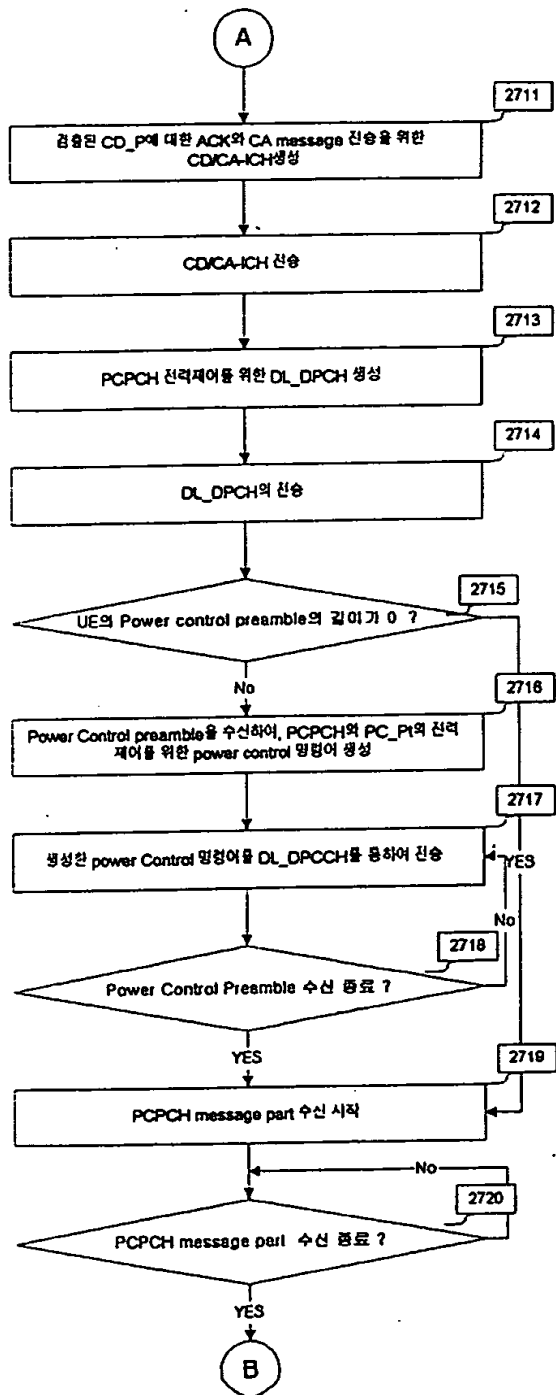 A
2711
검출된 CD_P에 대한 ACK와 CA message 전송을 위한
CD/CA-ICH생성
2712
CD/CA-ICH 전송
2713
PCPCH 전력제어를 위한 DL_DPCH 생성
2714
DL_DPCH의 전송
2715
UE의 Power control preamble의 길이가 0 ?
No
2716
Power Control preamble을 수신하여, PCPCH와 PC_Pt의 전력
제어를 위한 power control 명령어 생성
2717
생성한 power Control 명령어를 DL_DPCCH를 통하여 전송
YES
No
2718
Power Control Preamble 수신 종료 ?
YES
2719
PCPCH message part 수신 시작
No
2720
PCPCH message part 수신 종료 ?
YES
B